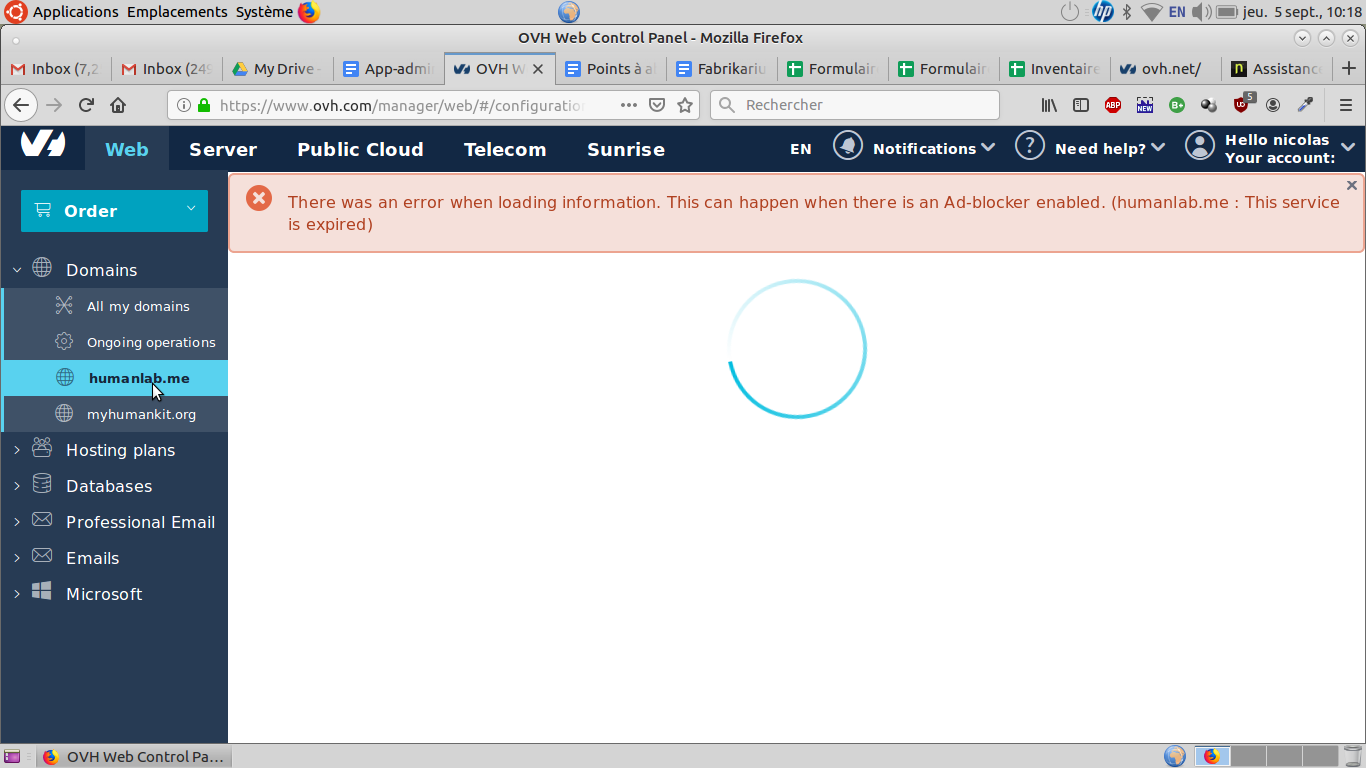 Applications Emplacements Système EN jeu. 5 sept., 10:18
OVH Web Control Panel - Mozilla Firefox
Inbox (7,2 Inbox (249 My Drive - App-admi OVH W Points à a Fabrikariu Formulair Formulair Inventaire ovh.net/ Assistanc
https://www.ovh.com/manager/web/#/configuratio Rechercher ABP NEW B+ 5
Web Server Public Cloud Telecom Sunrise EN Notifications Need help? Hello nicolas
Your account:
Order
There was an error when loading information. This can happen when there is an Ad-blocker enabled. (humanlab.me : This service
is expired)
Domains
All my domains
Ongoing operations
humanlab.me
myhumankit.org
Hosting plans
Databases
Professional Email
Emails
Microsoft
OVH Web Control Pa...